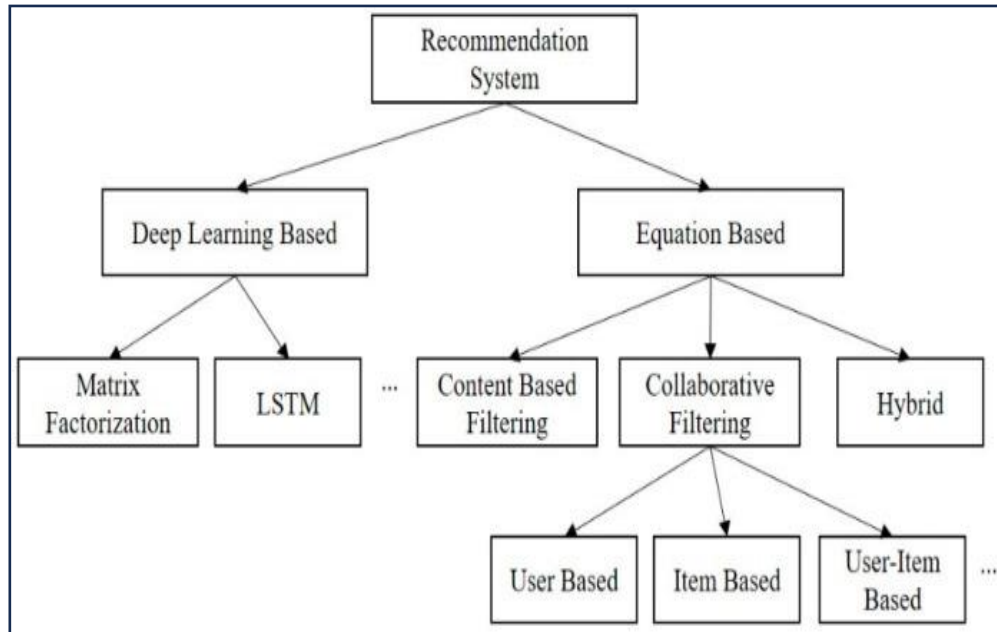 Recommendation
System
Deep Learning Based
Equation Based
Matrix
Factorization
LSTM
...
Content Based
Filtering
Collaborative
Filtering
Hybrid
User Based
Item Based
User-Item
Based
...